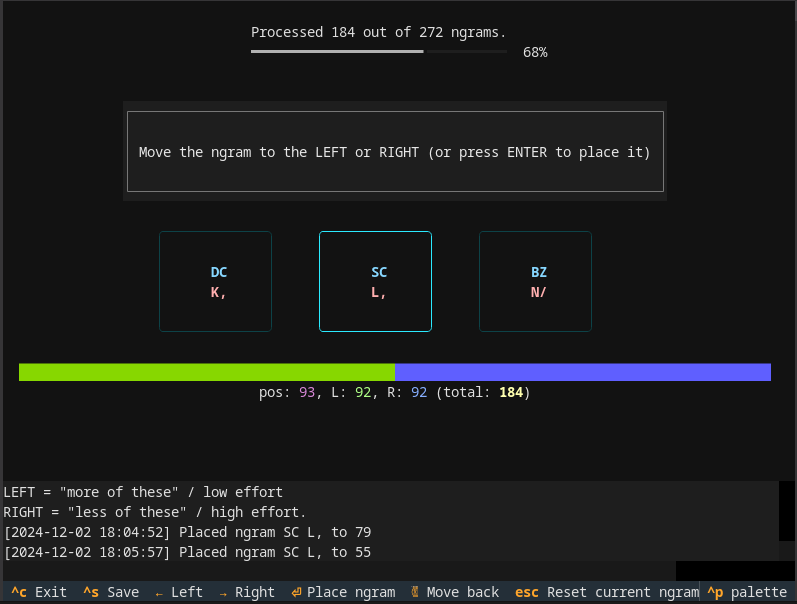 Processed 184 out of 272 ngrams.
68%
Move the ngram to the LEFT or RIGHT (or press ENTER to place it)
DC SC BZ
K, L, N/
pos: 93, L: 92, R: 92 (total: 184)
LEFT = "more of these" / low effort
RIGHT = "less of these" / high effort.
[2024-12-02 18:04:52] Placed ngram SC L, to 79
[2024-12-02 18:05:57] Placed ngram SC L, to 55
^c Exit ^s Save ← Left → Right ⏎ Place ngram Move back esc Reset current ngram ^p palette